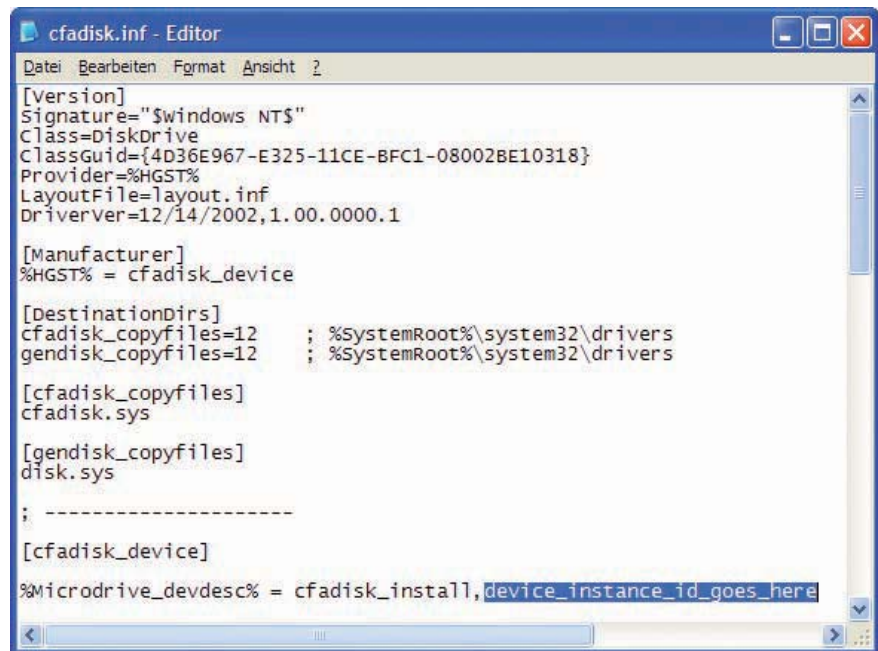 cfadisk.inf - Editor
Datei Bearbeiten Format Ansicht ?
[Version]
Signature="$Windows NT$"
Class=DiskDrive
ClassGuid={4D36E967-E325-11CE-BFC1-08002BE10318}
Provider=%HGST%
LayoutFile=layout.inf
DriverVer=12/14/2002,1.00.0000.1
[Manufacturer]
%HGST% = cfadisk_device
[DestinationDirs]
cfadisk_copyfiles=12 ; %SystemRoot%\system32\drivers
gendisk_copyfiles=12 ; %SystemRoot%\system32\drivers
[cfadisk_copyfiles]
cfadisk.sys
[gendisk_copyfiles]
disk.sys
; ---------------------
[cfadisk_device]
%Microdrive_devdesc% = cfadisk_install,device_instance_id_goes_here